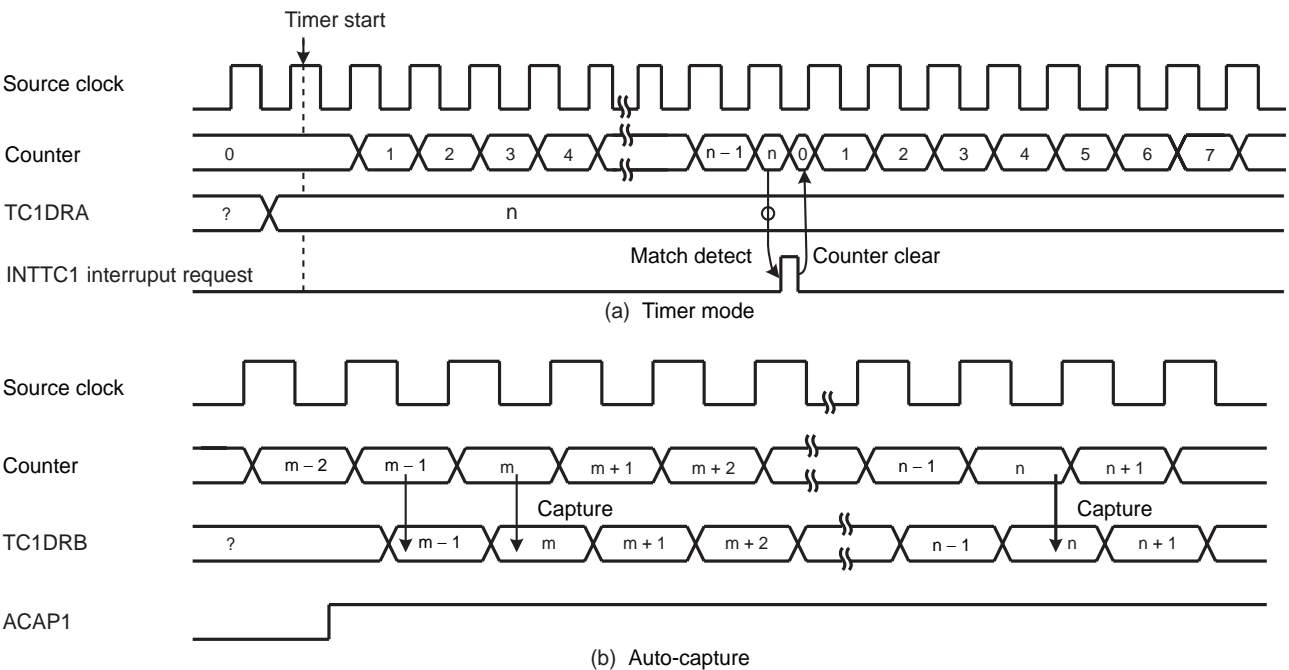 Timer start
Source clock
Counter 0 1 2 3 4 n – 1 n 0 1 2 3 4 5 6 7
TC1DRA ? n
Match detect Counter clear
INTTC1 interruput request
(a) Timer mode
Source clock
Counter m – 2 m – 1 m m + 1 m + 2 n – 1 n n + 1
Capture Capture
TC1DRB ? m – 1 m m + 1 m + 2 n – 1 n n + 1
ACAP1
(b) Auto-capture